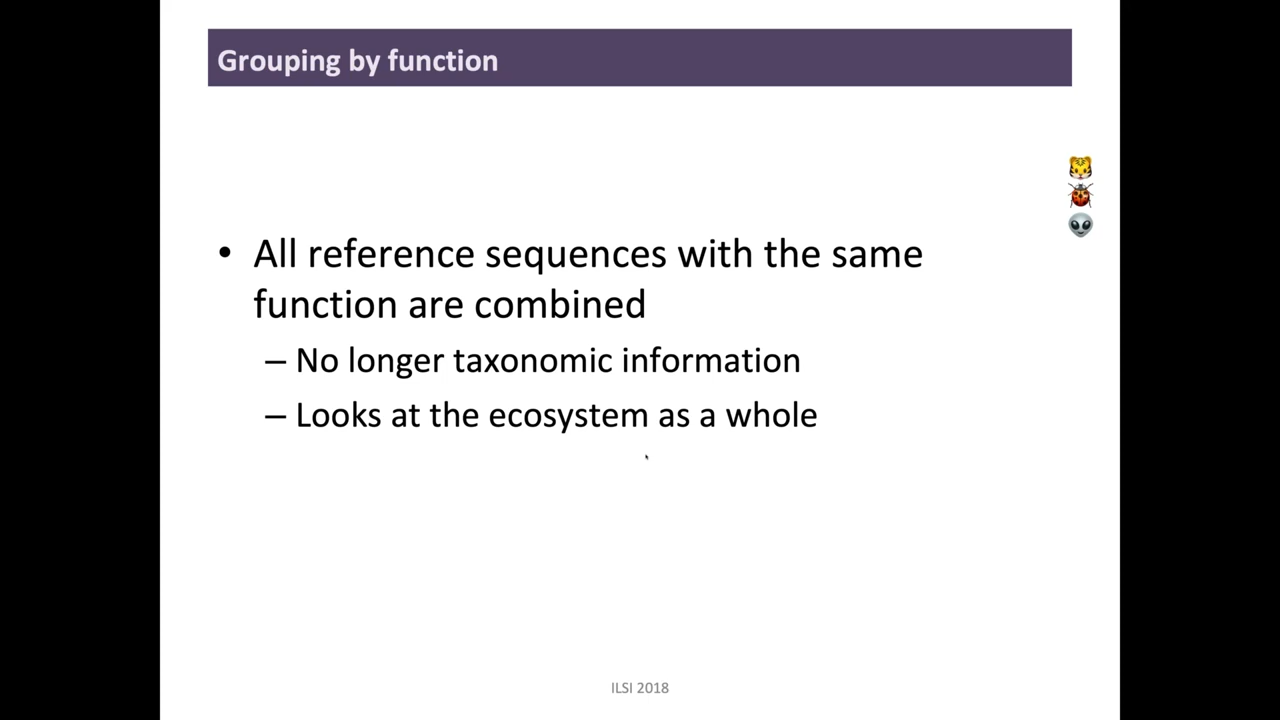 Grouping by function
• All reference sequences with the same
function are combined
– No longer taxonomic information
– Looks at the ecosystem as a whole
ILSI 2018